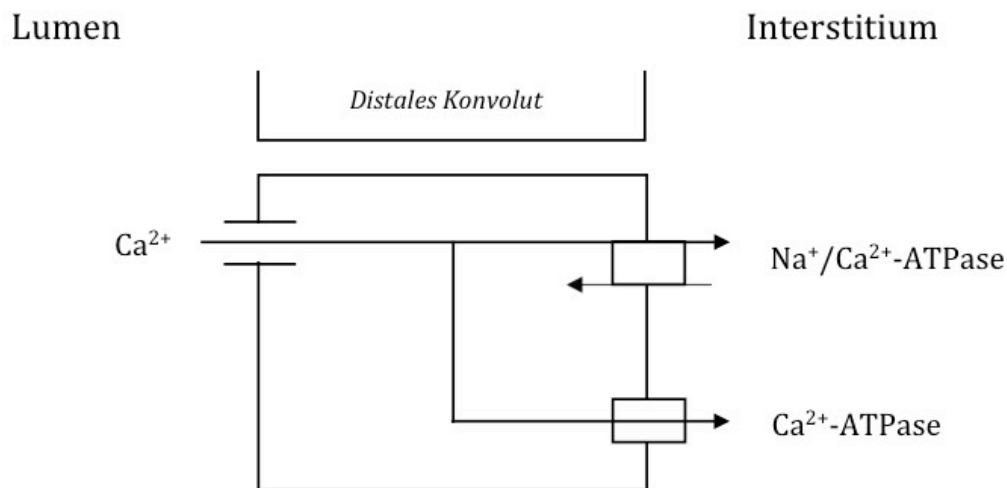 Lumen
Interstitium
Distales Konvolut
Ca²⁺
Na⁺/Ca²⁺-ATPase
Ca²⁺-ATPase